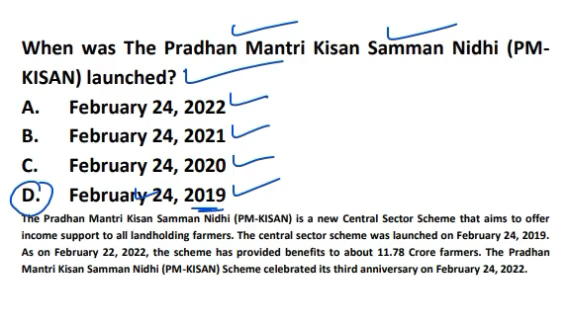 When was The Pradhan Mantri Kisan Samman Nidhi (PM-
KISAN) launched?
A. February 24, 2022
B. February 24, 2021
C. February 24, 2020
D. February 24, 2019
The Pradhan Mantri Kisan Samman Nidhi (PM-KISAN) is a new Central Sector Scheme that aims to offer
income support to all landholding farmers. The central sector scheme was launched on February 24, 2019.
As on February 22, 2022, the scheme has provided benefits to about 11.78 Crore farmers. The Pradhan
Mantri Kisan Samman Nidhi (PM-KISAN) Scheme celebrated its third anniversary on February 24, 2022.